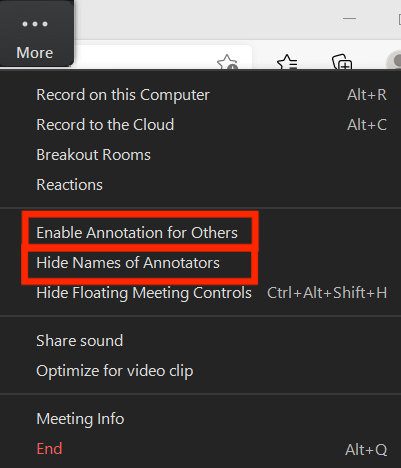 More
Record on this Computer Alt+R
Record to the Cloud Alt+C
Breakout Rooms
Reactions
Enable Annotation for Others
Hide Names of Annotators
Hide Floating Meeting Controls Ctrl+Alt+Shift+H
Share sound
Optimize for video clip
Meeting Info
End Alt+Q